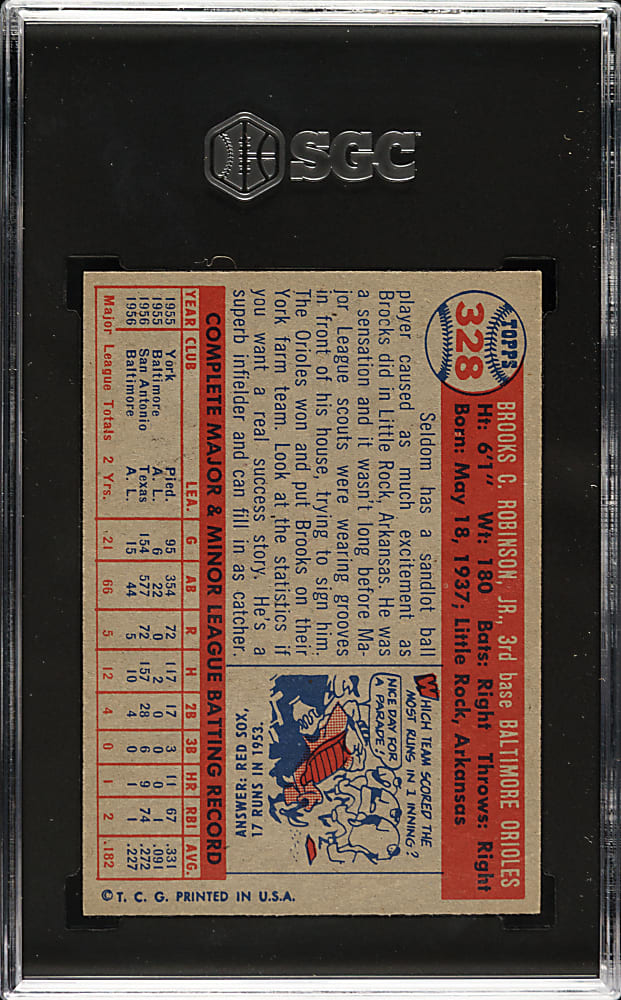 SGC
TOPPS
328
BROOKS C. ROBINSON, JR., 3rd base BALTIMORE ORIOLES
Ht: 6'1" Wt: 180 Bats: Right Throws: Right
Born: May 18, 1937; Little Rock, Arkansas
Seldom has a sandlot ball
player caused as much excitement as
Brooks did in Little Rock, Arkansas. He was
a sensation and it wasn't long before Ma-
jor League scouts were wearing grooves
in front of his house, trying to sign him.
The Orioles won and put Brooks on their
York farm team. Look at the statistics if
you want a real success story. He's a
superb infielder and can fill in as catcher.
WHICH TEAM SCORED THE
MOST RUNS IN 1 INNING?
NICE DAY FOR
A PARADE!
ANSWER: RED SOX,
17 RUNS IN 1953.
COMPLETE MAJOR & MINOR LEAGUE BATTING RECORD
YEAR CLUB LEA. G AB R H 2B 3B HR RBI AVG.
1955 York Pied. 95 354 72 117 17 3 11 67 .331
1955 Baltimore A. L. 6 22 0 2 0 0 0 1 .091
1956 San Antonio Texas 154 577 72 157 28 6 9 74 .272
1956 Baltimore A. L. 15 44 5 10 4 0 1 1 .227
Major League Totals 2 Yrs. 21 66 5 12 4 0 1 2 .182
©T. C. G. PRINTED IN U.S.A.